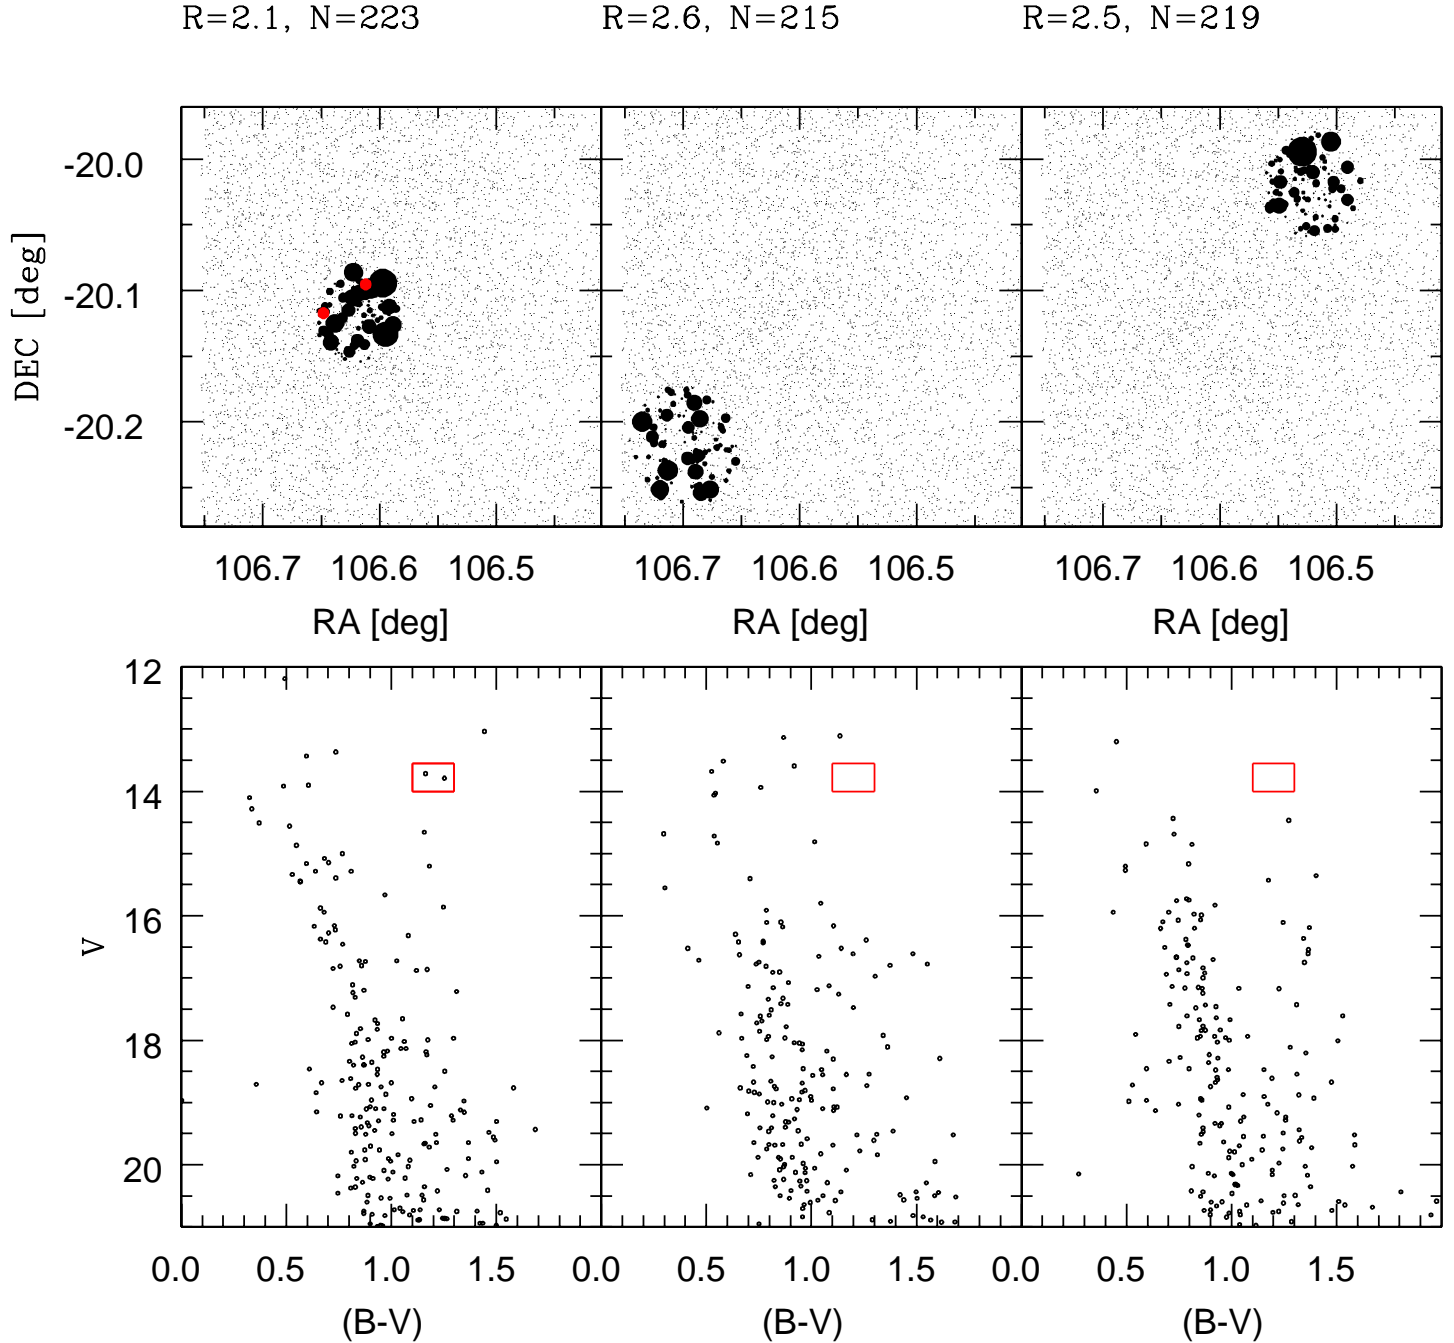 R=2.1, N=223 R=2.6, N=215 R=2.5, N=219
DEC [deg]
-20.0
-20.1
-20.2
106.7 106.6 106.5 106.7 106.6 106.5 106.7 106.6 106.5
RA [deg] RA [deg] RA [deg]
V
12
14
16
18
20
0.0 0.5 1.0 1.5 0.0 0.5 1.0 1.5 0.0 0.5 1.0 1.5
(B-V) (B-V) (B-V)